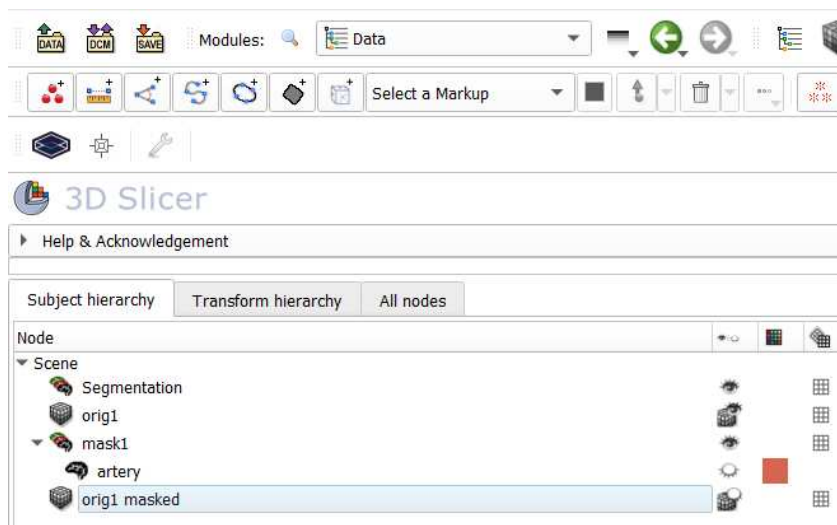 DATA DCM SAVE Modules: Data
Select a Markup
3D Slicer
Help & Acknowledgement
Subject hierarchy Transform hierarchy All nodes
Node
Scene
Segmentation
orig1
mask1
artery
orig1 masked